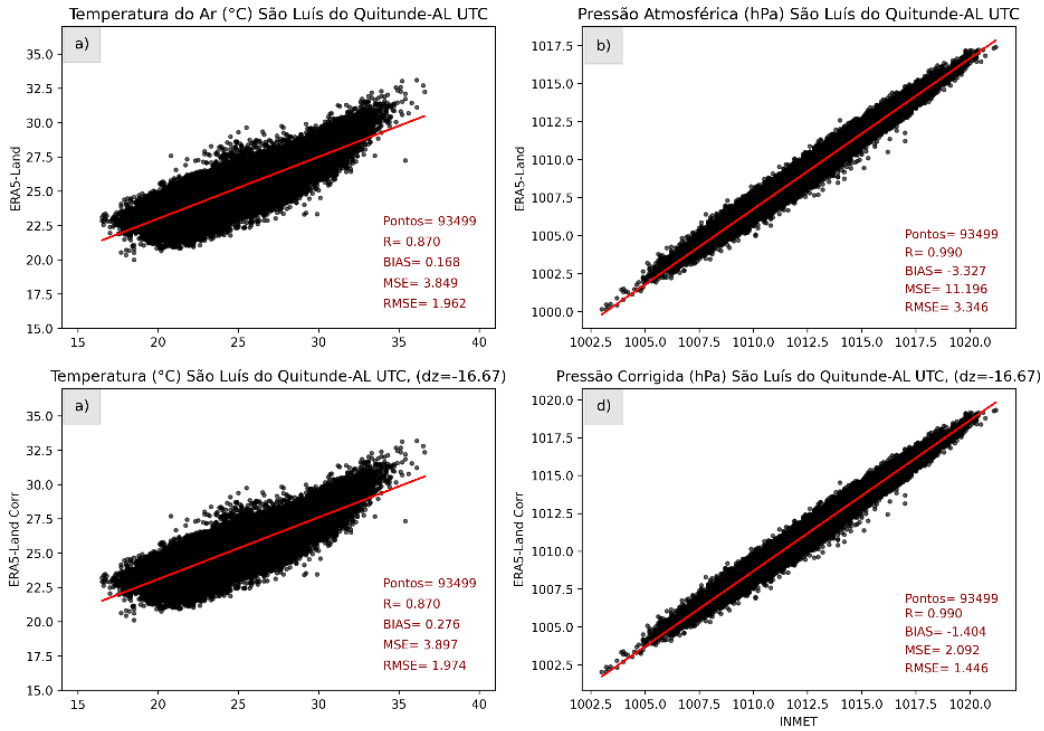 Temperatura do Ar (°C) São Luís do Quitunde-AL UTC
a)
35.0
32.5
30.0
27.5
25.0
22.5
20.0
17.5
15.0
ERA5-Land
Pontos= 93499
R= 0.870
BIAS= 0.168
MSE= 3.849
RMSE= 1.962
15 20 25 30 35 40
Pressão Atmosférica (hPa) São Luís do Quitunde-AL UTC
b)
1017.5
1015.0
1012.5
1010.0
1007.5
1005.0
1002.5
1000.0
ERA5-Land
Pontos= 93499
R= 0.990
BIAS= -3.327
MSE= 11.196
RMSE= 3.346
1002.5 1005.0 1007.5 1010.0 1012.5 1015.0 1017.5 1020.0
Temperatura (°C) São Luís do Quitunde-AL UTC, (dz=-16.67)
a)
35.0
32.5
30.0
27.5
25.0
22.5
20.0
17.5
15.0
ERA5-Land Corr
Pontos= 93499
R= 0.870
BIAS= 0.276
MSE= 3.897
RMSE= 1.974
15 20 25 30 35 40
Pressão Corrigida (hPa) São Luís do Quitunde-AL UTC, (dz=-16.67)
d)
1020.0
1017.5
1015.0
1012.5
1010.0
1007.5
1005.0
1002.5
ERA5-Land Corr
Pontos= 93499
R= 0.990
BIAS= -1.404
MSE= 2.092
RMSE= 1.446
1002.5 1005.0 1007.5 1010.0 1012.5 1015.0 1017.5 1020.0
INMET